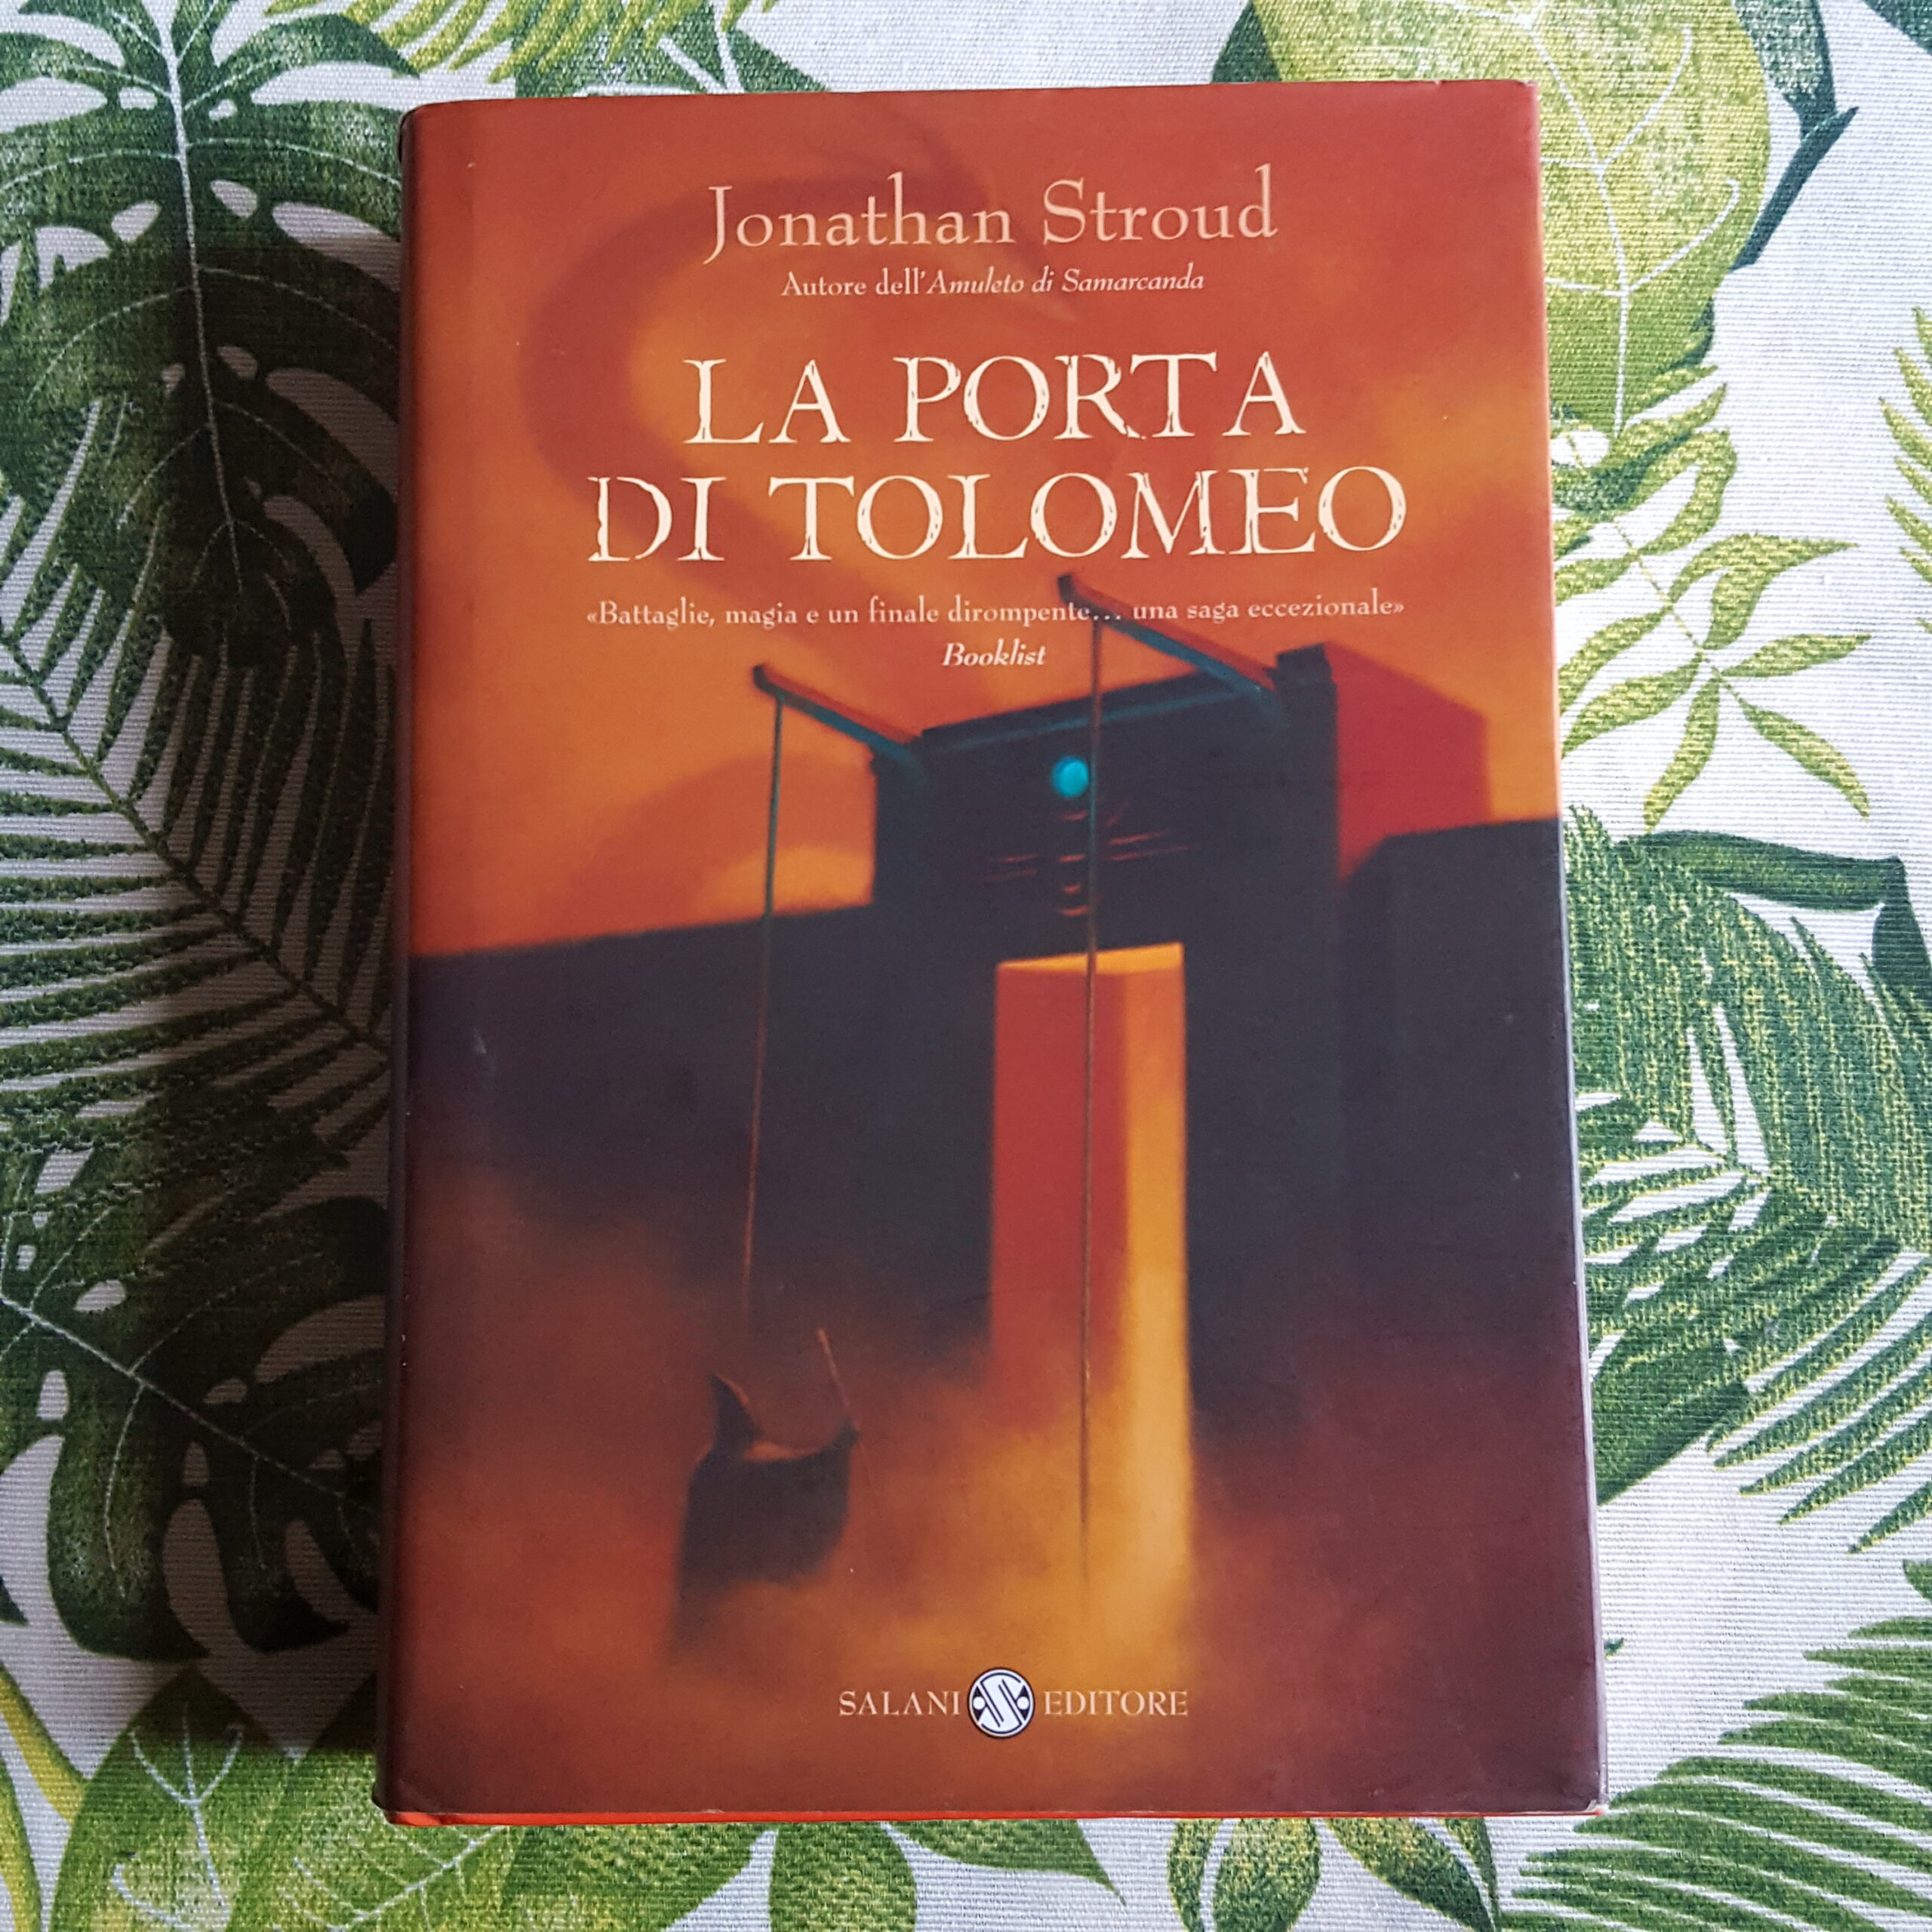 Jonathan Stroud
Autore dell'Amuleto di Samarcanda
LA PORTA
DI TOLOMEO
«Battaglie, magia e un finale dirompente... una saga eccezionale»
Booklist
SALANI EDITORE